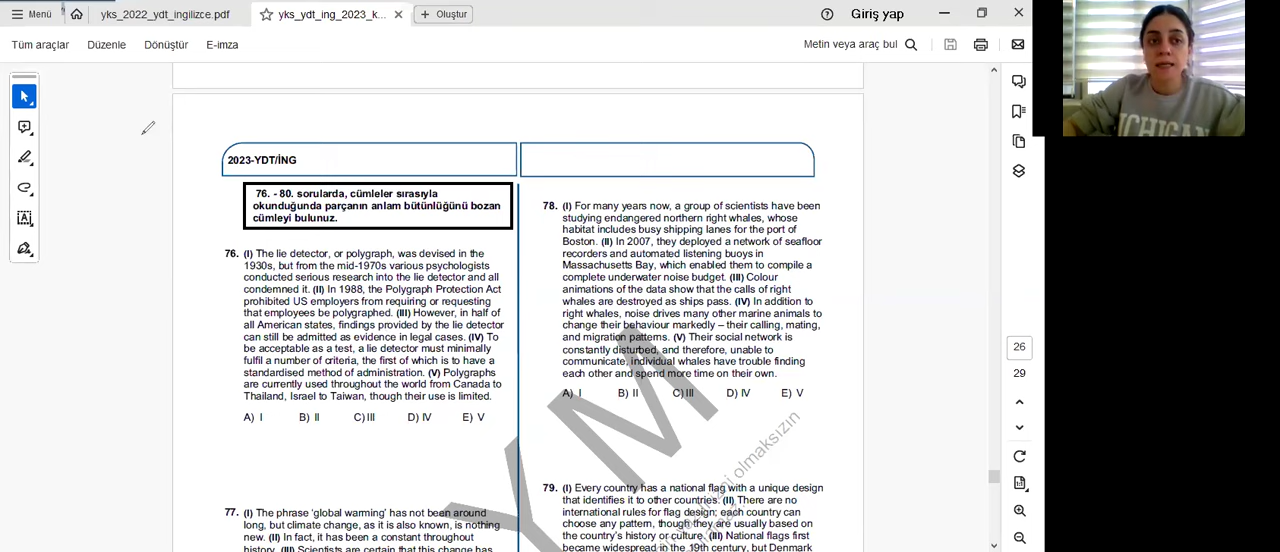 Menü
yks_2022_ydt_ingilizce.pdf
yks_ydt_ing_2023_k...
Oluştur
Giriş yap
Tüm araçlar
Düzenle
Dönüştür
E-imza
Metin veya araç bul
2023-YDT/İNG
76. - 80. sorularda, cümleler sırasıyla
okunduğunda parçanın anlam bütünlüğünü bozan
cümleyi bulunuz.
76. (I) The lie detector, or polygraph, was devised in the
1930s, but from the mid-1970s various psychologists
conducted serious research into the lie detector and all
condemned it. (II) In 1988, the Polygraph Protection Act
prohibited US employers from requiring or requesting
that employees be polygraphed. (III) However, in half of
all American states, findings provided by the lie detector
can still be admitted as evidence in legal cases. (IV) To
be acceptable as a test, a lie detector must minimally
fulfil a number of criteria, the first of which is to have a
standardised method of administration. (V) Polygraphs
are currently used throughout the world from Canada to
Thailand, Israel to Taiwan, though their use is limited.
A) I B) II C) III D) IV E) V
77. (I) The phrase 'global warming' has not been around
long, but climate change, as it is also known, is nothing
new. (II) In fact, it has been a constant throughout
history. (III) Scientists are certain that this change has
78. (I) For many years now, a group of scientists have been
studying endangered northern right whales, whose
habitat includes busy shipping lanes for the port of
Boston. (II) In 2007, they deployed a network of seafloor
recorders and automated listening buoys in
Massachusetts Bay, which enabled them to compile a
complete underwater noise budget. (III) Colour
animations of the data show that the calls of right
whales are destroyed as ships pass. (IV) In addition to
right whales, noise drives many other marine animals to
change their behaviour markedly – their calling, mating,
and migration patterns. (V) Their social network is
constantly disturbed, and therefore, unable to
communicate, individual whales have trouble finding
each other and spend more time on their own.
A) I B) II C) III D) IV E) V
79. (I) Every country has a national flag with a unique design
that identifies it to other countries. (II) There are no
international rules for flag design; each country can
choose any pattern, though they are usually based on
the country's history or culture. (III) National flags first
became widespread in the 19th century, but Denmark
YM
olmaksızın
26
29
MICHIGAN